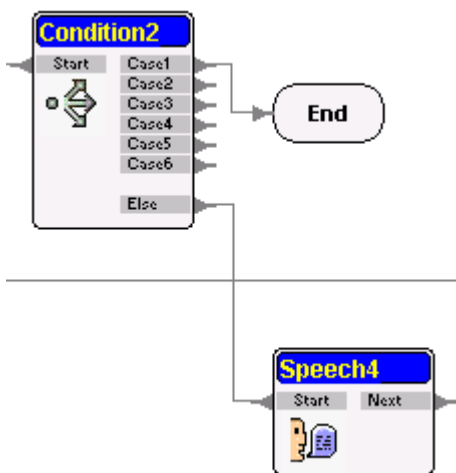 Condition2
Start Case1
Case2
Case3
Case4
Case5
Case6
Else
End
Speech4
Start Next